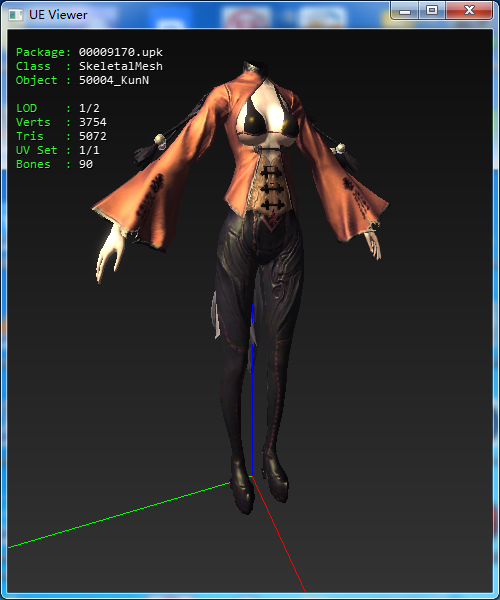 UE Viewer
Package: 00009170.upk
Class : SkeletalMesh
Object : 50004_KunN
LOD : 1/2
Verts : 3754
Tris : 5072
UV Set : 1/1
Bones : 90